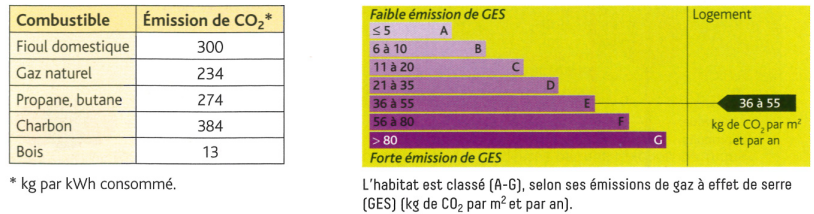 Combustible Émission de CO₂*
Fioul domestique 300
Gaz naturel 234
Propane, butane 274
Charbon 384
Bois 13
* kg par kWh consommé.
Faible émission de GES Logement
≤ 5 A
6 à 10 B
11 à 20 C
21 à 35 D
36 à 55 E 36 à 55
56 à 80 F kg de CO₂ par m²
> 80 G et par an
Forte émission de GES
L'habitat est classé (A-G), selon ses émissions de gaz à effet de serre
(GES) (kg de CO₂ par m² et par an).